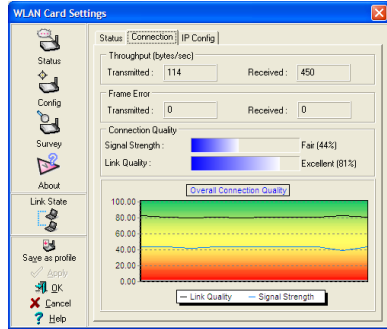 WLAN Card Settings
Status
Config
Survey
About
Link State
Save as profile
Apply
OK
Cancel
Help
Status Connection IP Config
Throughput (bytes/sec)
Transmitted : 114 Received : 450
Frame Error
Transmitted : 0 Received : 0
Connection Quality
Signal Strength : Fair (44%)
Link Quality : Excellent (81%)
Overall Connection Quality
100.00
80.00
60.00
40.00
20.00
0.00
Link Quality Signal Strength